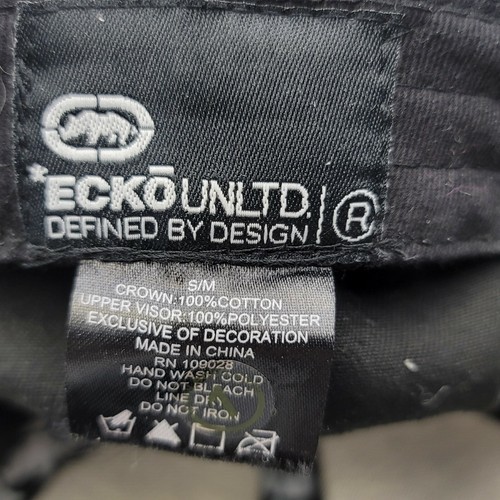 *ECKŌ UNLTD.
DEFINED BY DESIGN
®
S/M
CROWN:100%COTTON
UPPER VISOR:100%POLYESTER
EXCLUSIVE OF DECORATION
MADE IN CHINA
RN 109028
HAND WASH COLD
DO NOT BLEACH
LINE DRY
DO NOT IRON